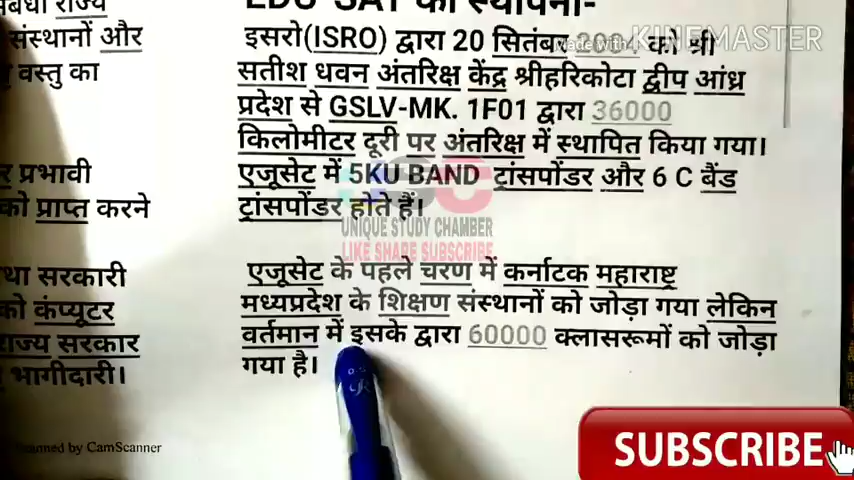 EDU-SAT की स्थापना-
संबंधी राज्य
संस्थानों और
वस्तु का
इसरो(ISRO) द्वारा 20 सितंबर 2004 को श्री
सतीश धवन अंतरिक्ष केंद्र श्रीहरिकोटा द्वीप आंध्र
प्रदेश से GSLV-MK. 1F01 द्वारा 36000
किलोमीटर दूरी पर अंतरिक्ष में स्थापित किया गया।
एजूसेट में 5KU BAND ट्रांसपोंडर और 6 C बैंड
ट्रांसपोंडर होते हैं।
प्रभावी
को प्राप्त करने
एजूसेट के पहले चरण में कर्नाटक महाराष्ट्र
मध्यप्रदेश के शिक्षण संस्थानों को जोड़ा गया लेकिन
वर्तमान में इसके द्वारा 60000 क्लासरूमों को जोड़ा
गया है।
सरकारी
को कंप्यूटर
राज्य सरकार
भागीदारी।
made with KINEMASTER
UNIQUE STUDY CHAMBER
LIKE SHARE SUBSCRIBE
by CamScanner
SUBSCRIBE